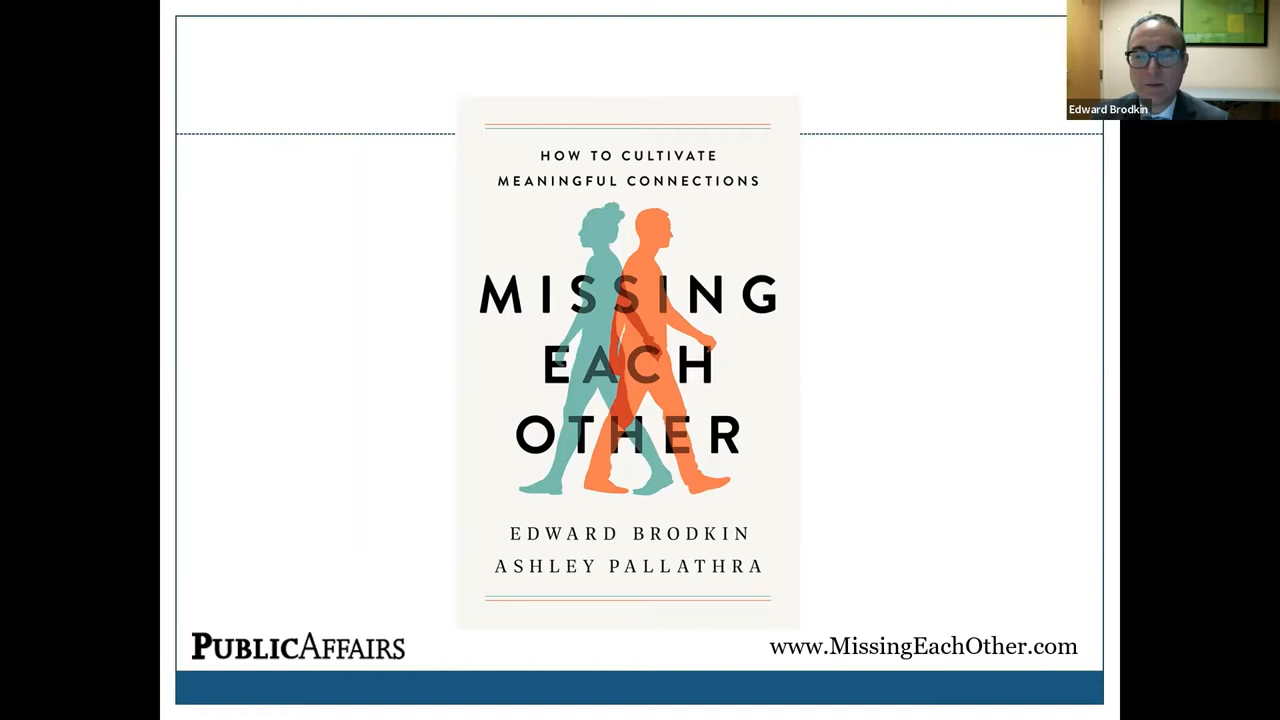 Edward Brodkin
HOW TO CULTIVATE
MEANINGFUL CONNECTIONS
MISSING
EACH
OTHER
EDWARD BRODKIN
ASHLEY PALLATHRA
PUBLICAFFAIRS
www.MissingEachOther.com